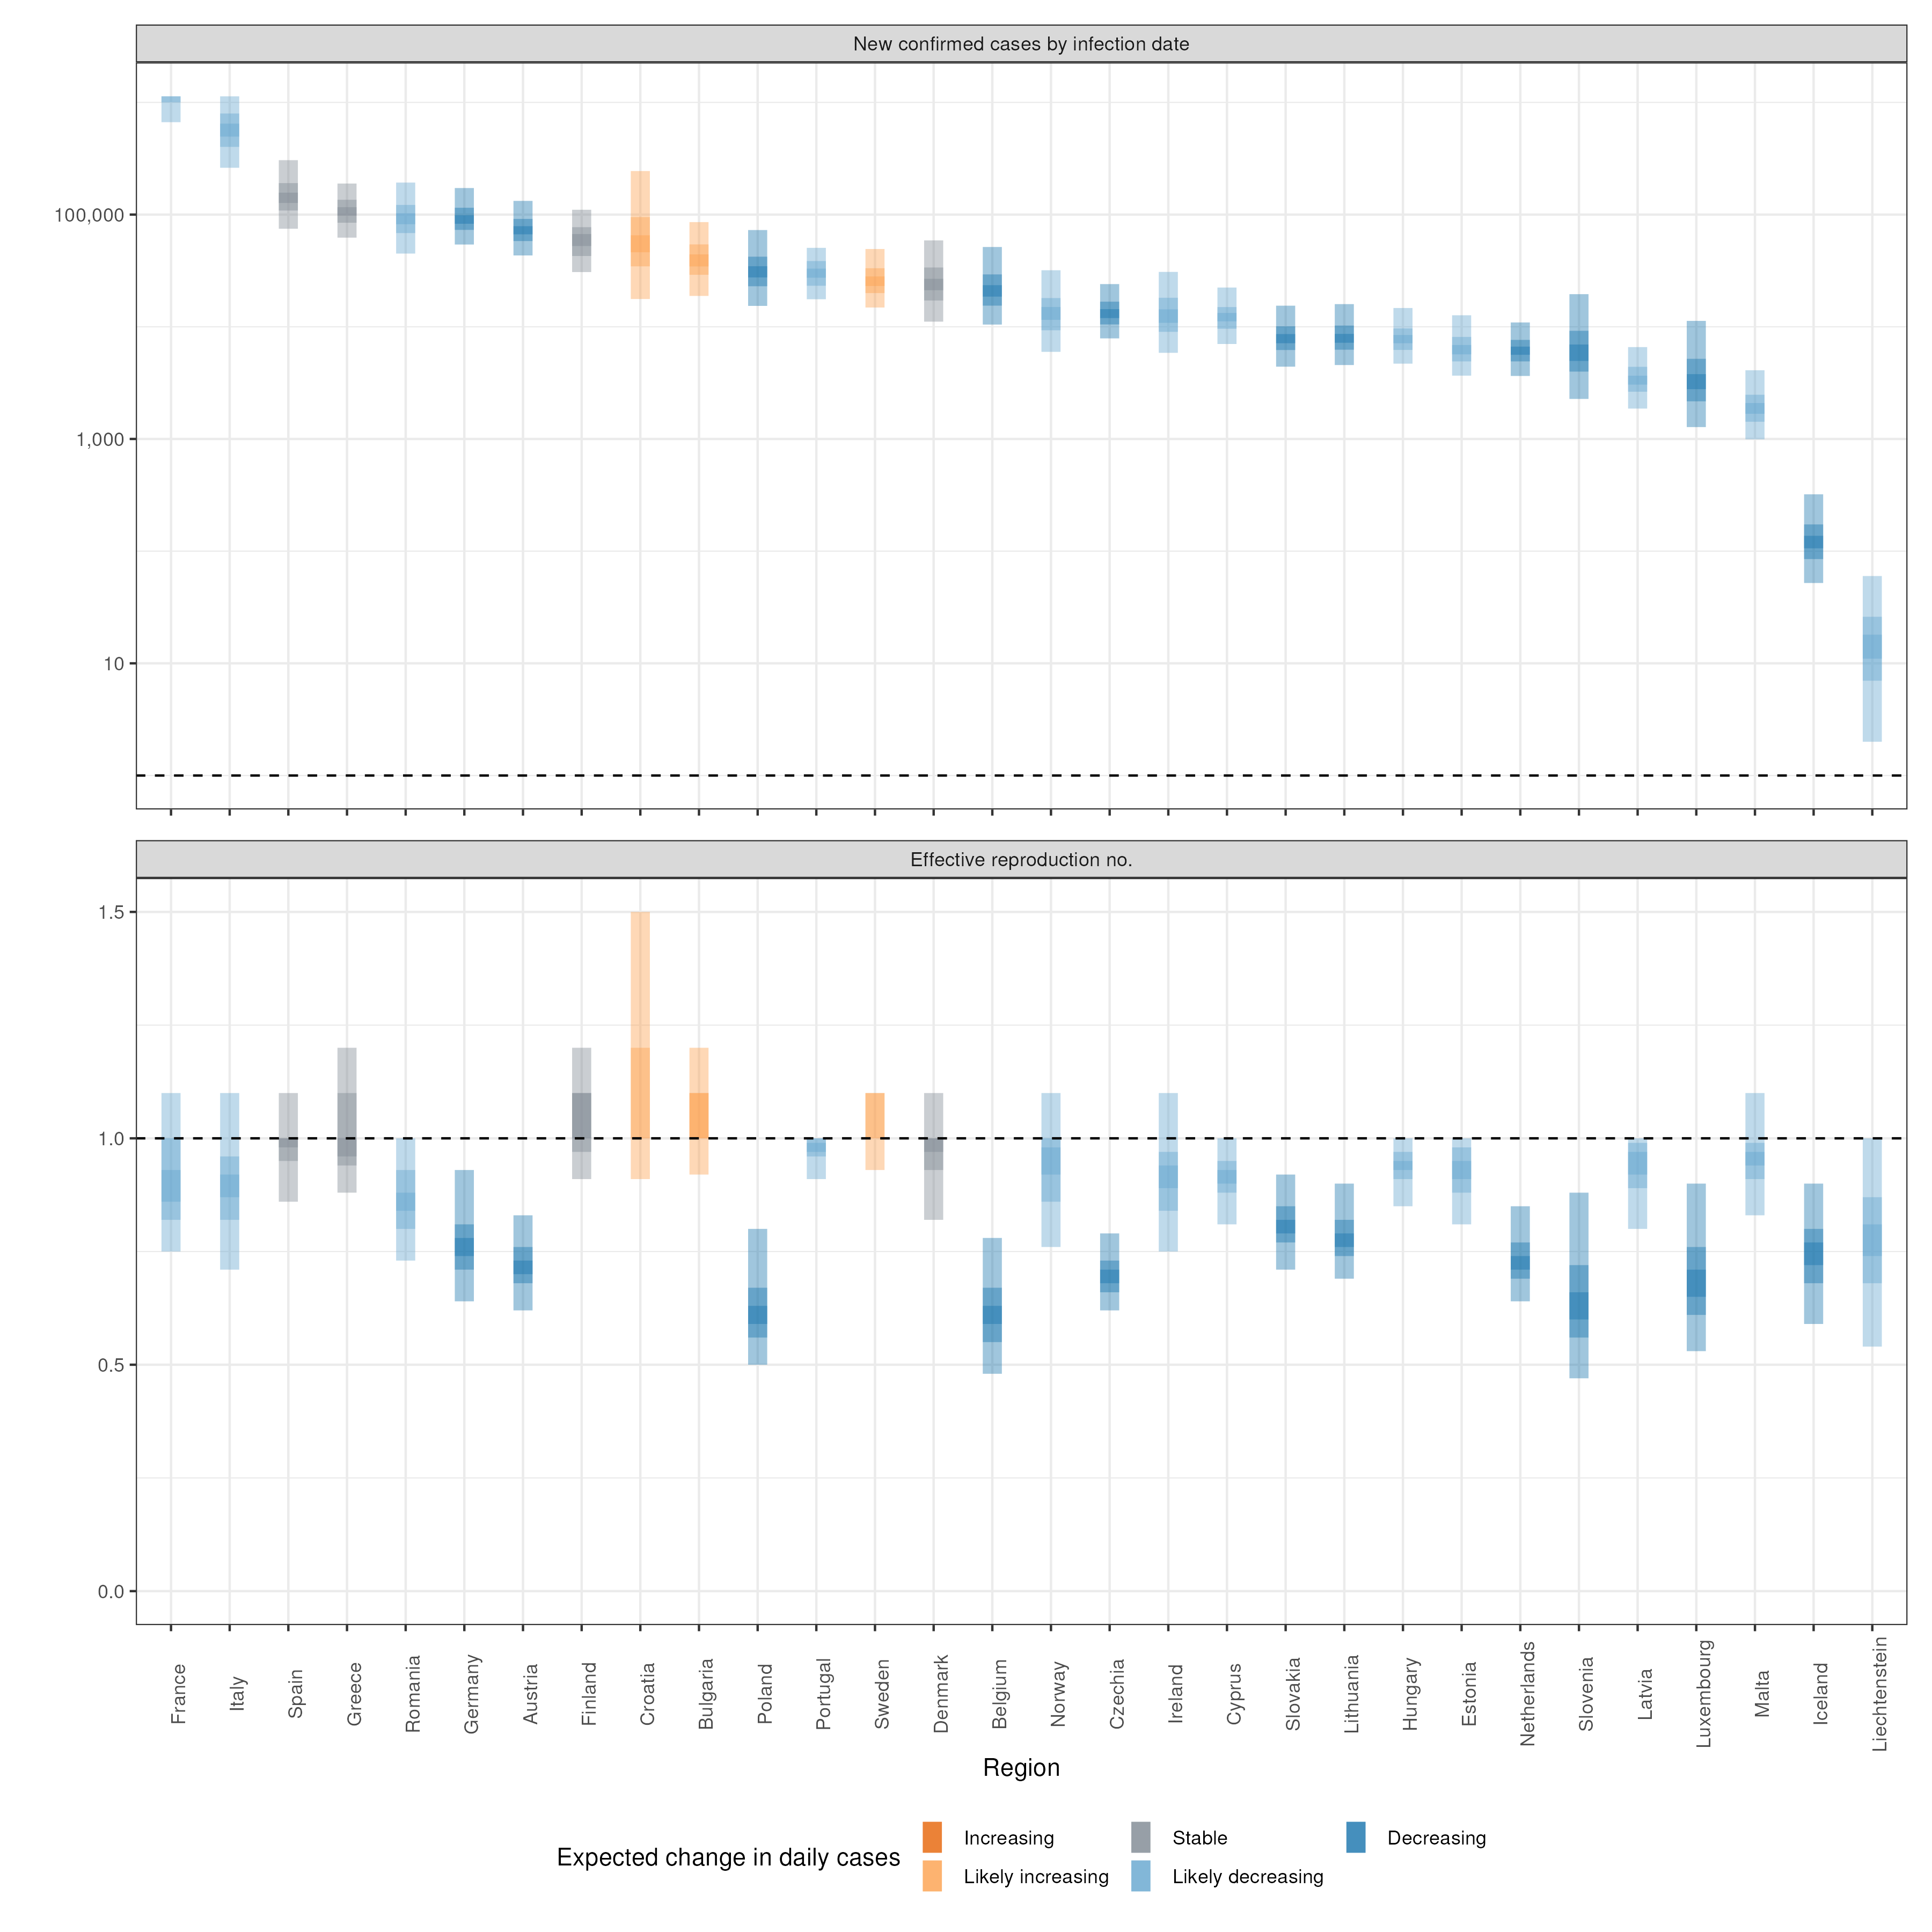 New confirmed cases by infection date
100,000
1,000
10
Effective reproduction no.
1.5
1.0
0.5
0.0
France
Italy
Spain
Greece
Romania
Germany
Austria
Finland
Croatia
Bulgaria
Poland
Portugal
Sweden
Denmark
Belgium
Norway
Czechia
Ireland
Cyprus
Slovakia
Lithuania
Hungary
Estonia
Netherlands
Slovenia
Latvia
Luxembourg
Malta
Iceland
Liechtenstein
Region
Expected change in daily cases
Increasing
Likely increasing
Stable
Likely decreasing
Decreasing